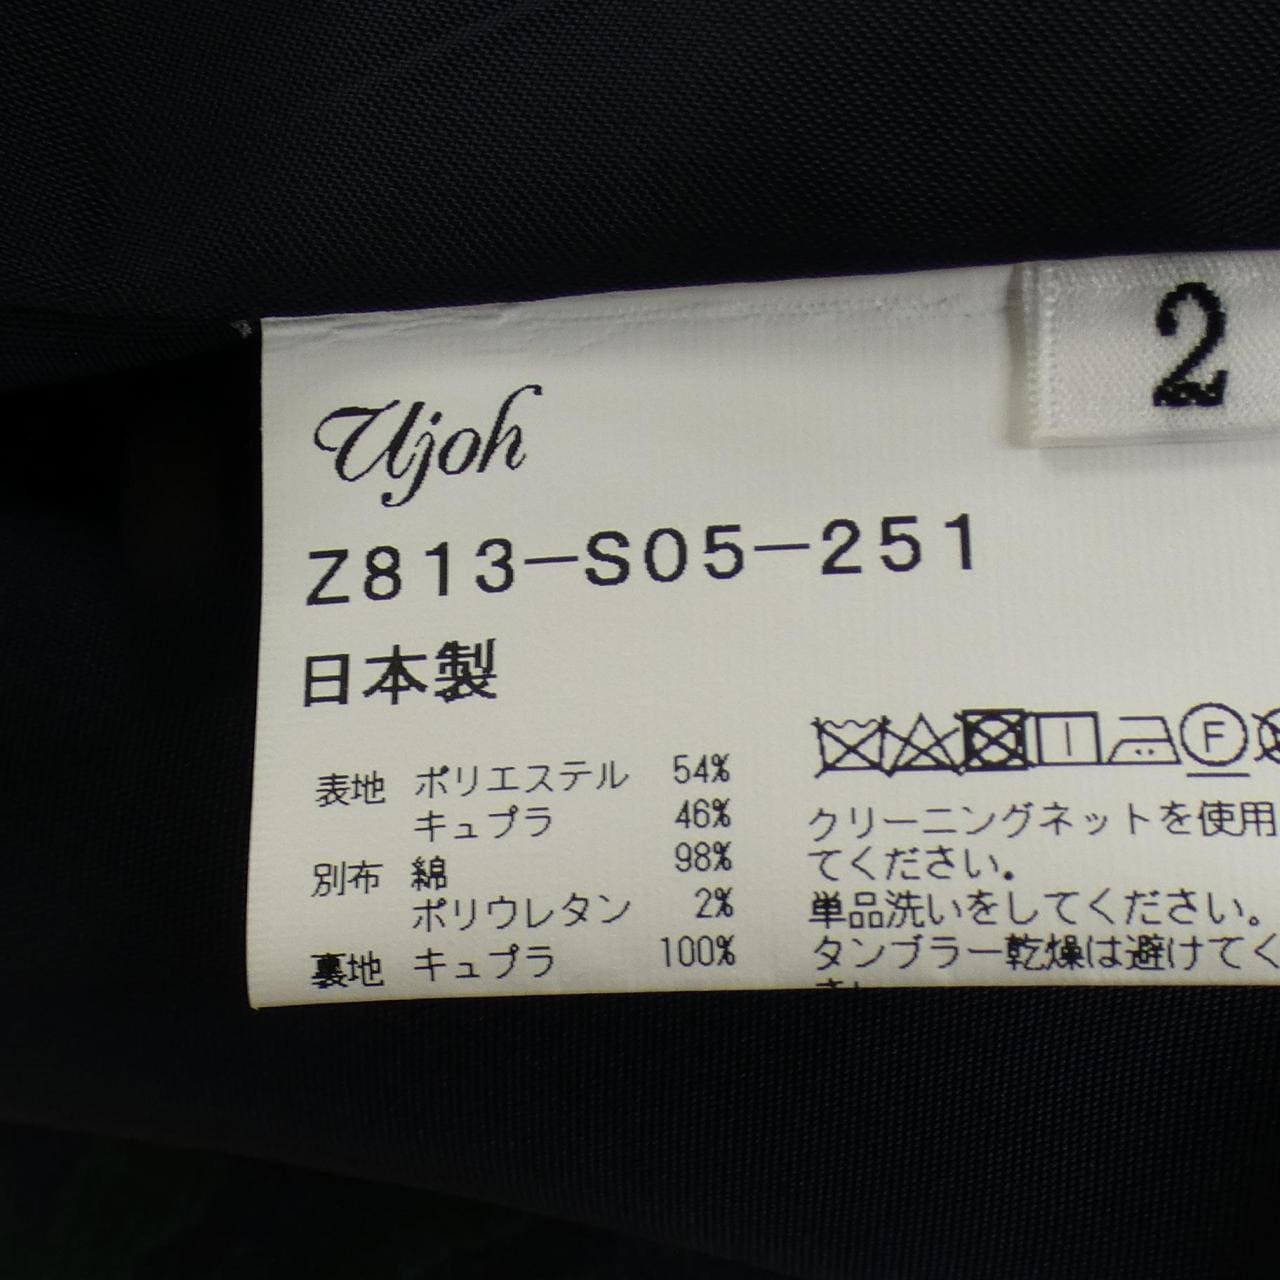 2
Ujoh
Z813-S05-251
日本製
表地 ポリエステル 54%
キュプラ 46%
別布 綿 98%
ポリウレタン 2%
裏地 キュプラ 100%
F
クリーニングネットを使用
てください。
単品洗いをしてください。
タンブラー乾燥は避けてく